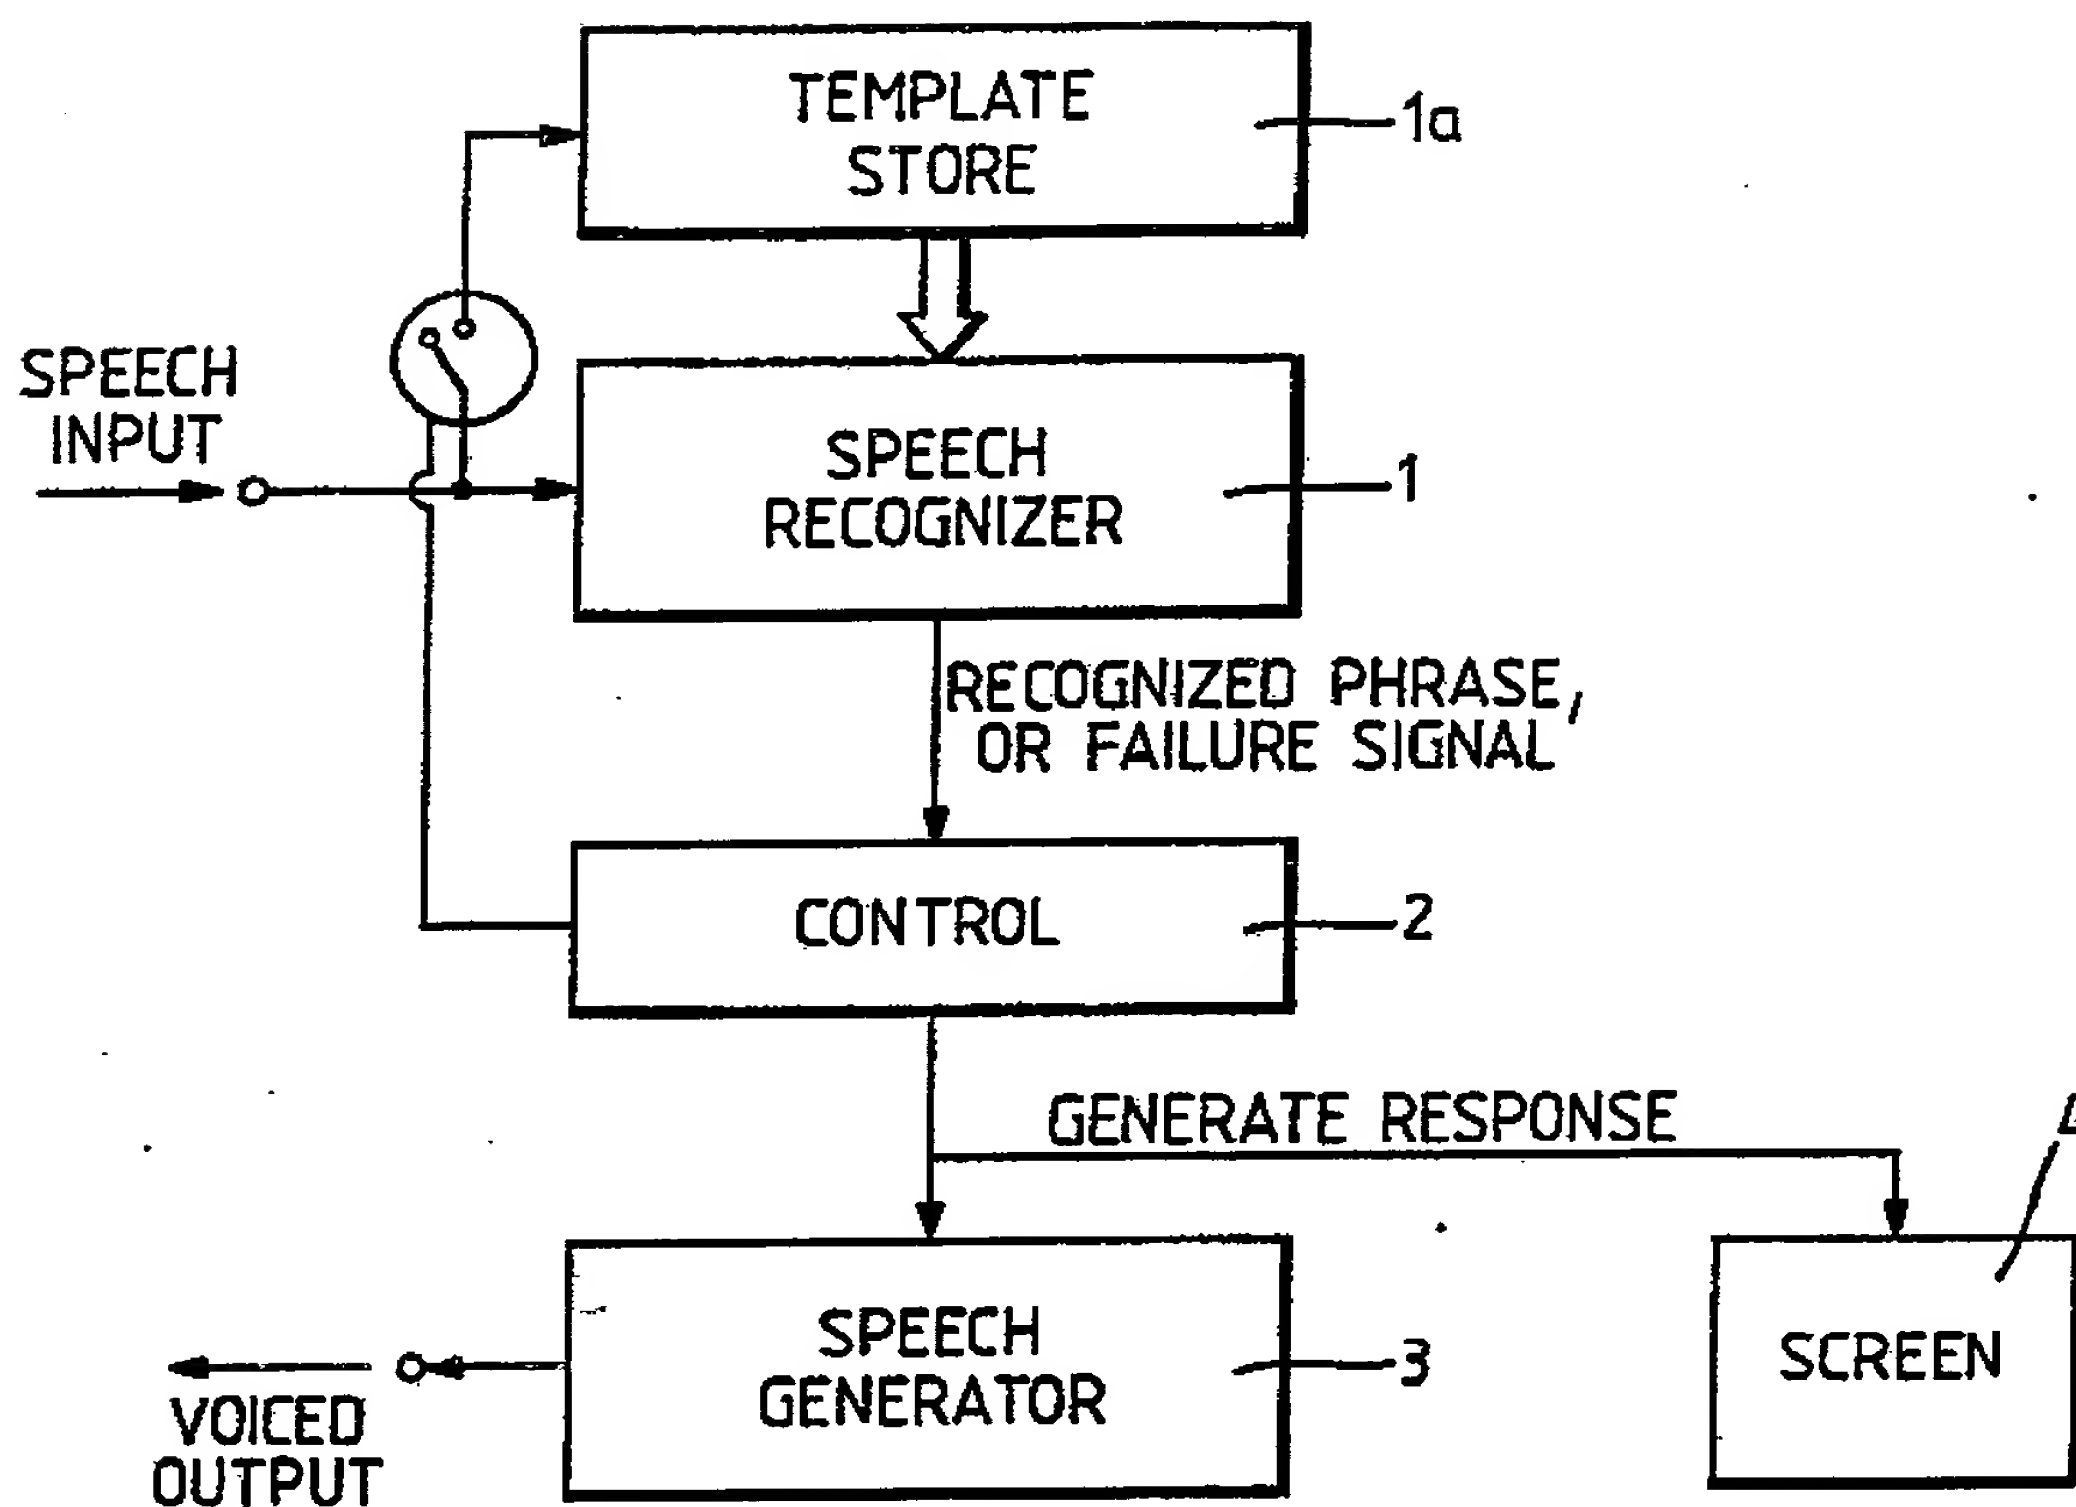 TEMPLATE
STORE
1a
SPEECH
INPUT
SPEECH
RECOGNIZER
1
RECOGNIZED PHRASE,
OR FAILURE SIGNAL
CONTROL
2
GENERATE RESPONSE
SPEECH
GENERATOR
3
SCREEN
VOICED
OUTPUT